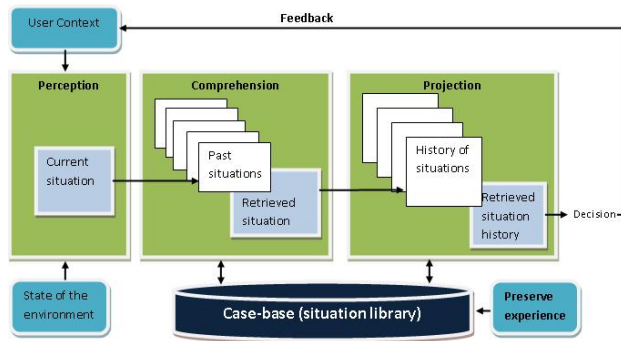 User Context
Feedback
Perception
Comprehension
Projection
Current
situation
Past
situations
Retrieved
situation
History of
situations
Retrieved
situation
history
Decision
State of the
environment
Case-base (situation library)
Preserve
experience